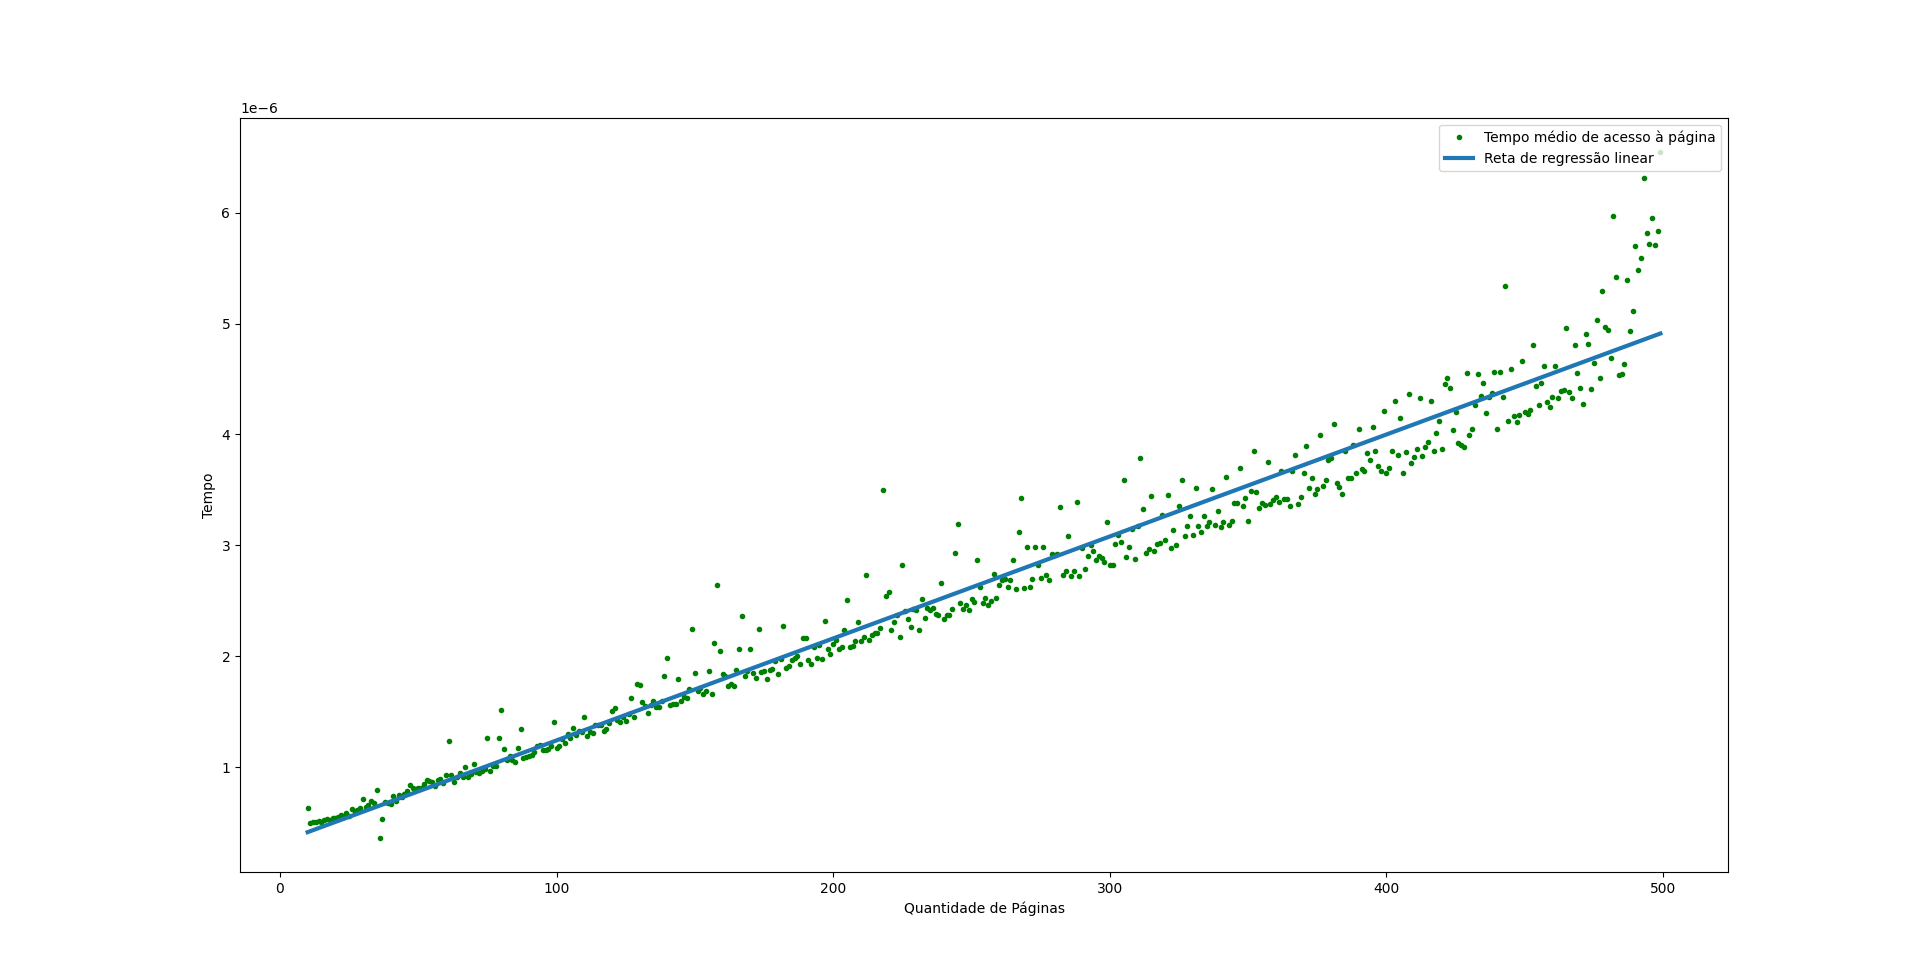 1e−6
Tempo médio de acesso à página
Reta de regressão linear
6
5
4
3
2
1
Tempo
0 100 200 300 400 500
Quantidade de Páginas